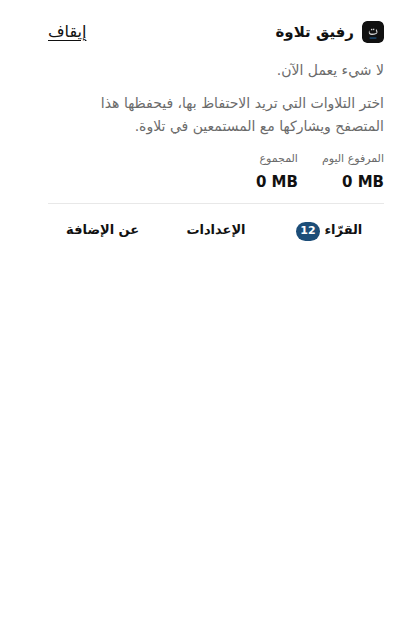 رفيق تلاوة
إيقاف
لا شيء يعمل الآن.
اختر التلاوات التي تريد الاحتفاظ بها، فيحفظها هذا
المتصفح ويشاركها مع المستمعين في تلاوة.
المرفوع اليوم
المجموع
0 MB
0 MB
القرّاء 12
الإعدادات
عن الإضافة